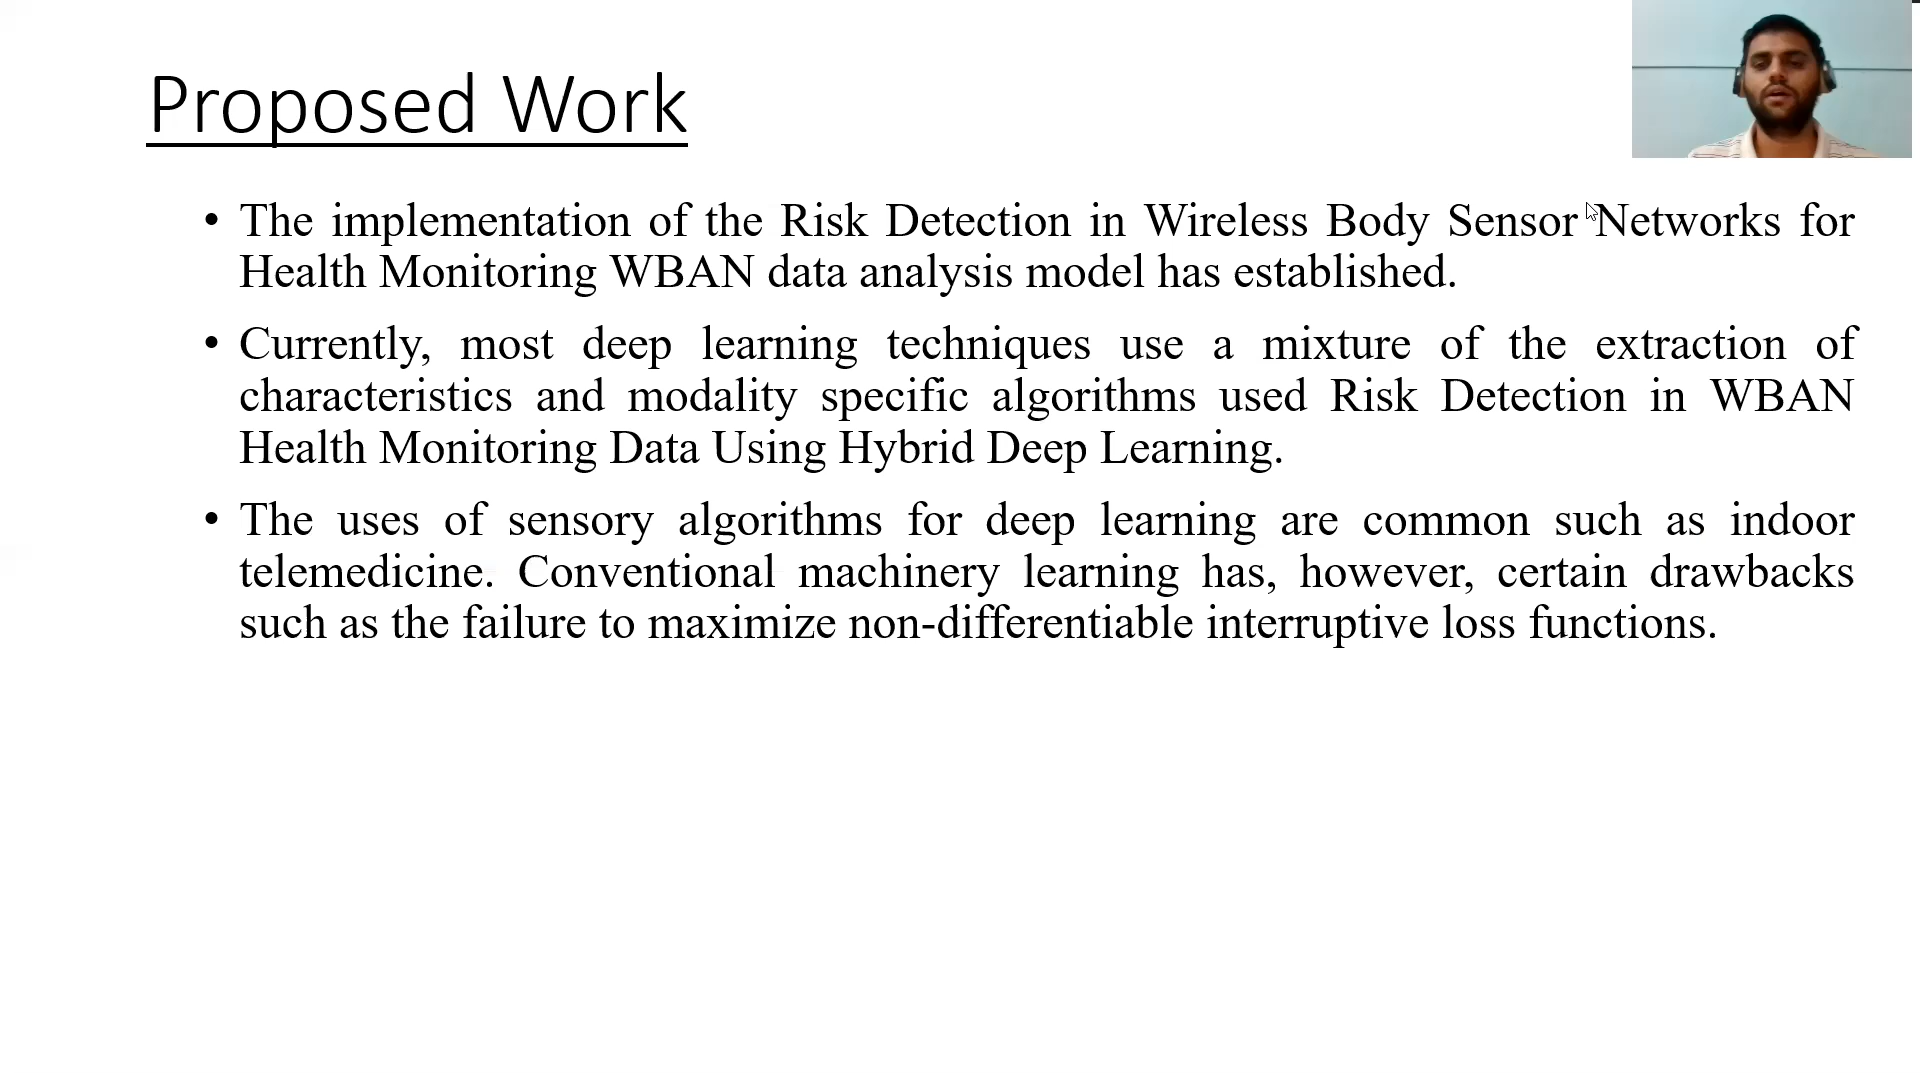 Proposed Work
• The implementation of the Risk Detection in Wireless Body Sensor Networks for
Health Monitoring WBAN data analysis model has established.
• Currently, most deep learning techniques use a mixture of the extraction of
characteristics and modality specific algorithms used Risk Detection in WBAN
Health Monitoring Data Using Hybrid Deep Learning.
• The uses of sensory algorithms for deep learning are common such as indoor
telemedicine. Conventional machinery learning has, however, certain drawbacks
such as the failure to maximize non-differentiable interruptive loss functions.